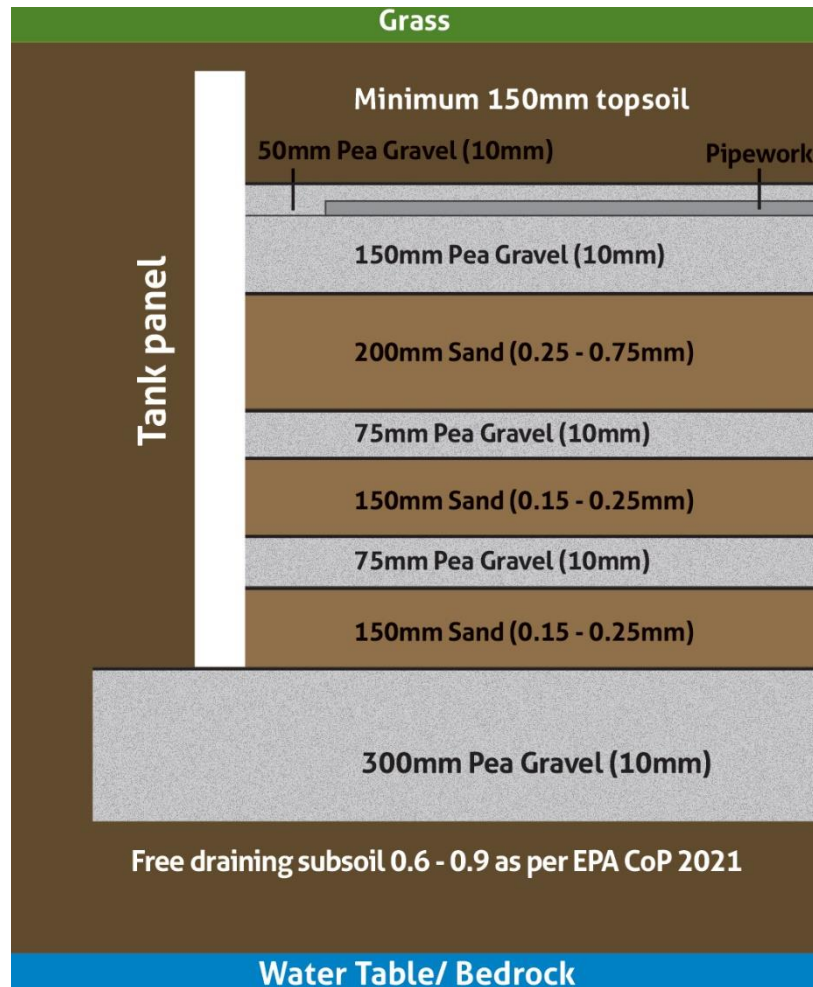 Grass
Minimum 150mm topsoil
50mm Pea Gravel (10mm)
Pipework
150mm Pea Gravel (10mm)
Tank panel
200mm Sand (0.25 - 0.75mm)
75mm Pea Gravel (10mm)
150mm Sand (0.15 - 0.25mm)
75mm Pea Gravel (10mm)
150mm Sand (0.15 - 0.25mm)
300mm Pea Gravel (10mm)
Free draining subsoil 0.6 - 0.9 as per EPA CoP 2021
Water Table/ Bedrock